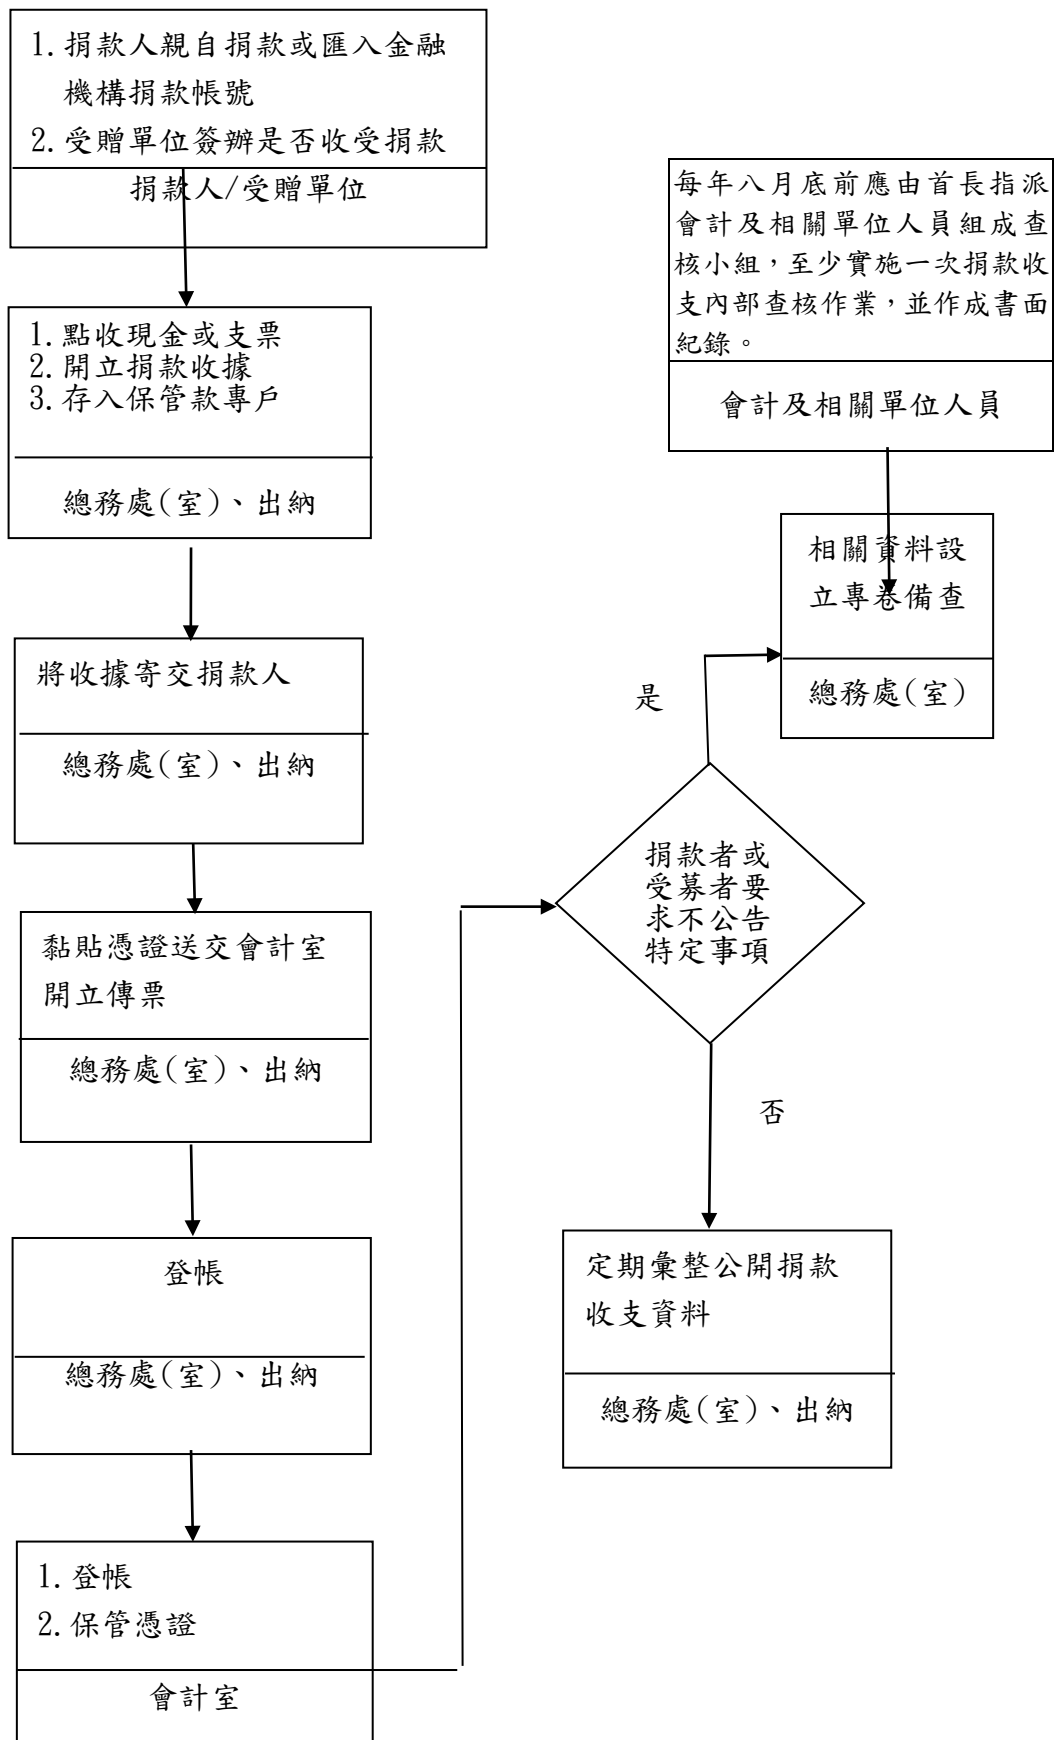 1. 捐款人親自捐款或匯入金融
機構捐款帳號
2. 受贈單位簽辦是否收受捐款
捐款人/受贈單位
1. 點收現金或支票
2. 開立捐款收據
3. 存入保管款專戶
總務處(室)、出納
將收據寄交捐款人
總務處(室)、出納
黏貼憑證送交會計室
開立傳票
總務處(室)、出納
登帳
總務處(室)、出納
1. 登帳
2. 保管憑證
會計室
每年八月底前應由首長指派
會計及相關單位人員組成查
核小組，至少實施一次捐款收
支內部查核作業，並作成書面
紀錄。
會計及相關單位人員
相關資料設
立專卷備查
總務處(室)
是
捐款者或
受募者要
求不公告
特定事項
否
定期彙整公開捐款
收支資料
總務處(室)、出納